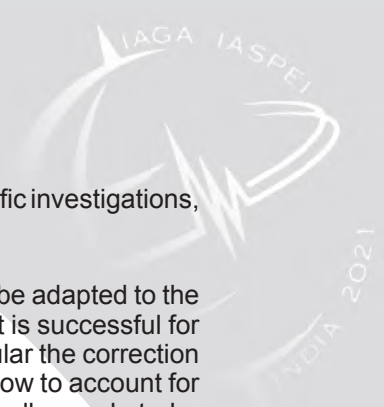 IAGA IASPEI
INDIA 2021
fic investigations,
be adapted to the
t is successful for
lar the correction
ow to account for